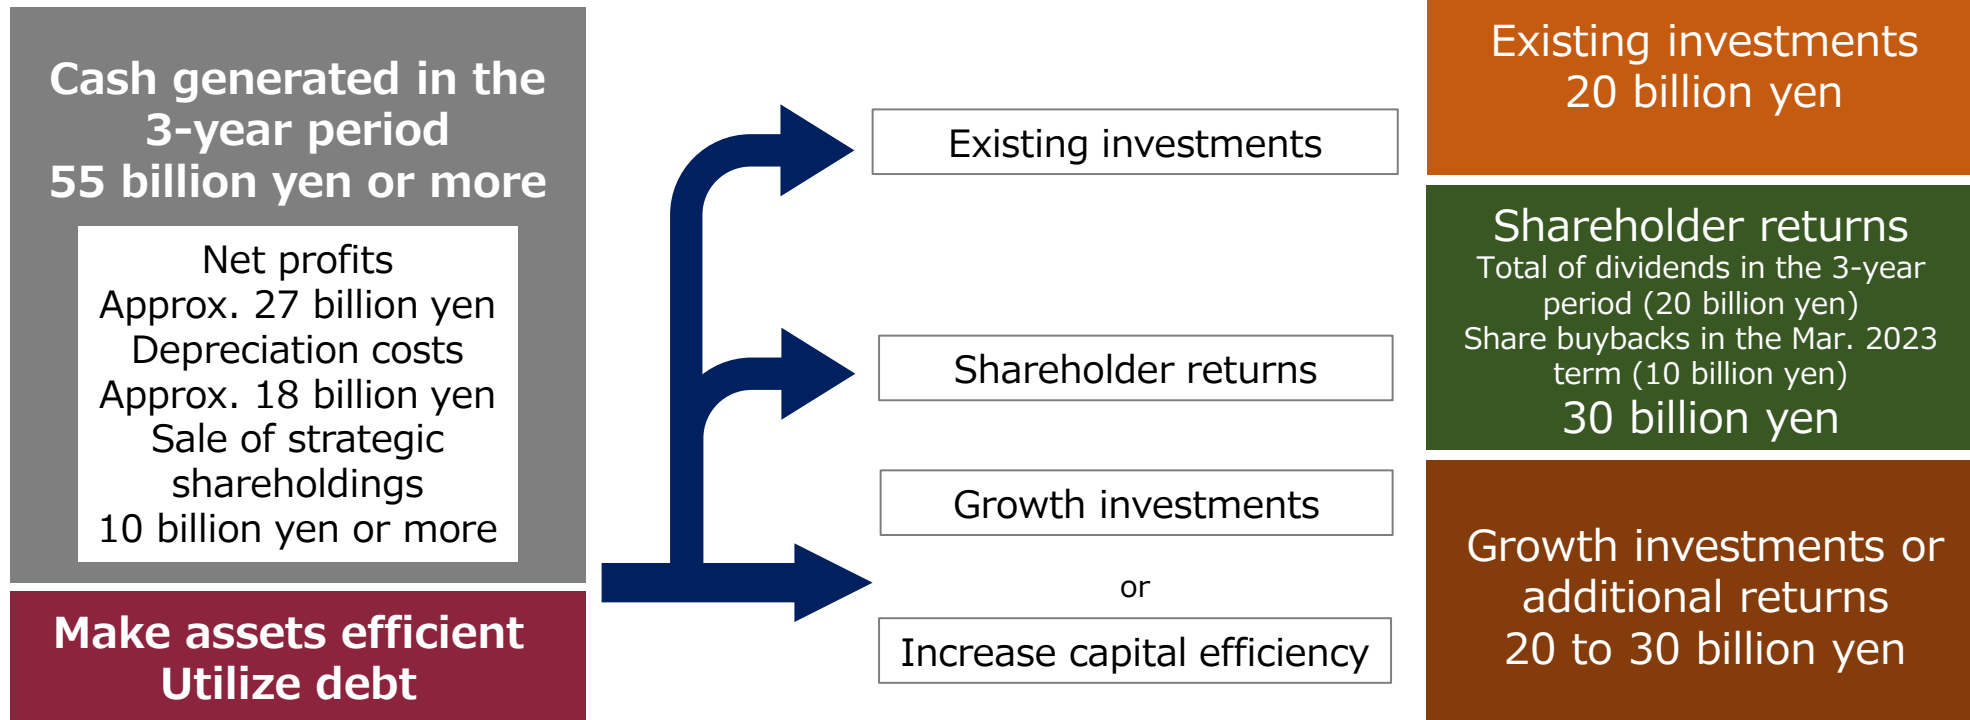 Cash generated in the
3-year period
55 billion yen or more
Net profits
Approx. 27 billion yen
Depreciation costs
Approx. 18 billion yen
Sale of strategic
shareholdings
10 billion yen or more
Make assets efficient
Utilize debt
Existing investments
Shareholder returns
Growth investments
or
Increase capital efficiency
Existing investments
20 billion yen
Shareholder returns
Total of dividends in the 3-year
period (20 billion yen)
Share buybacks in the Mar. 2023
term (10 billion yen)
30 billion yen
Growth investments or
additional returns
20 to 30 billion yen